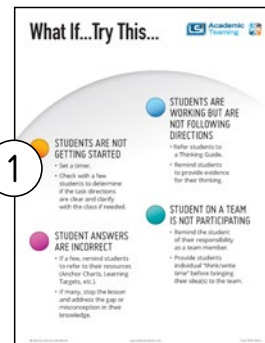 What If...Try This...
LSI Academic
Teaming
STUDENTS ARE
WORKING BUT ARE
NOT FOLLOWING
DIRECTIONS
• Refer students to
a Thinking Guide.
• Remind students
to provide evidence
for their thinking.
STUDENTS ARE NOT
GETTING STARTED
• Set a timer.
• Check with a few
students to determine
if the task directions
are clear and clarify
with the class if needed.
1
STUDENT ON A TEAM
IS NOT PARTICIPATING
• Remind the student
of their responsibility
as a team member.
• Provide students
individual "think/write
time" before bringing
their idea(s) to the team.
STUDENT ANSWERS
ARE INCORRECT
• If a few, remind students
to refer to their resources
(Anchor Charts, Learning
Targets, etc.).
• If many, stop the lesson
and address the gap or
misconception in their
knowledge.